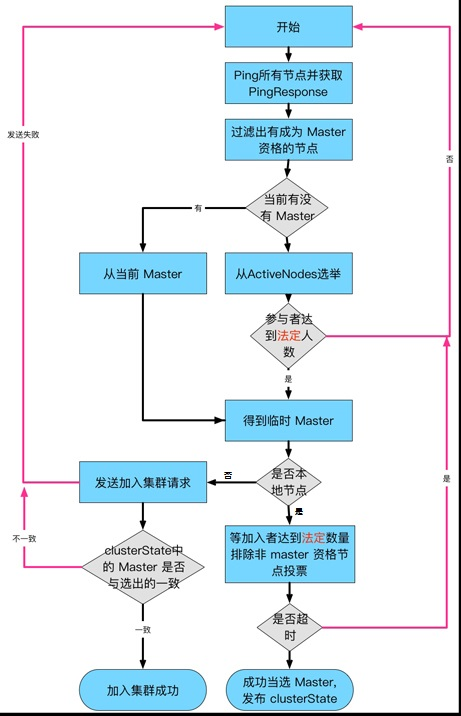 开始
Ping所有节点并获取
PingResponse
过滤出有成为 Master
资格的节点
发送失败
否
当前有没
有 Master
有
从当前 Master
从ActiveNodes选举
参与者达
到法定人
数
是
得到临时 Master
是否本
地节点
否
发送加入集群请求
是
是
不一致
clusterState中
的 Master 是否
与选出的一致
等加入者达到法定数量
排除非 master 资格节
点投票
是否超
时
一致
加入集群成功
成功当选 Master,
发布 clusterState